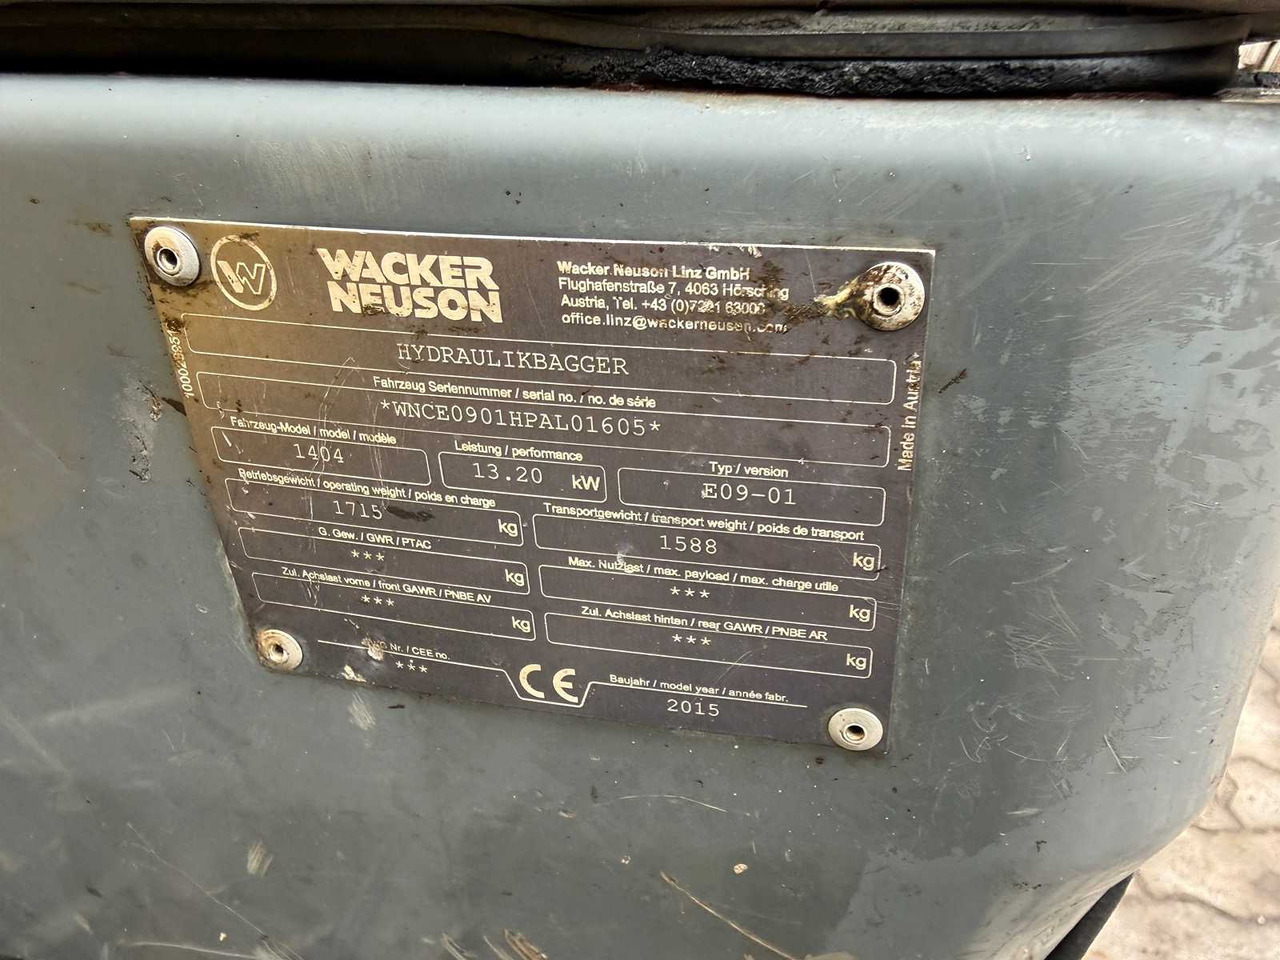 WACKER
NEUSON
Wacker Neuson Linz GmbH
Flughafenstraße 7, 4063 Hörsching
Austria, Tel. +43 (0)7221 63000
office.linz@wackerneuson.com
HYDRAULIKBAGGER
Fahrzeug Seriennummer / serial no. / no. de série
*WNCE0901HPAL01605*
Fahrzeug-Model / model / modèle
1404
Leistung / performance
13.20 kW
Typ / version
E09-01
Betriebsgewicht / operating weight / poids en charge
1715 kg
Transportgewicht / transport weight / poids de transport
1588 kg
G. Gew. / GWR / PTAC
*** kg
Max. Nutzlast / max. payload / max. charge utile
*** kg
Zul. Achslast vorne / front GAWR / PNBE AV
*** kg
Zul. Achslast hinten / rear GAWR / PNBE AR
*** kg
Nr. / CEE no.
***
CE
Baujahr / model year / année fabr.
2015
Made in Austria